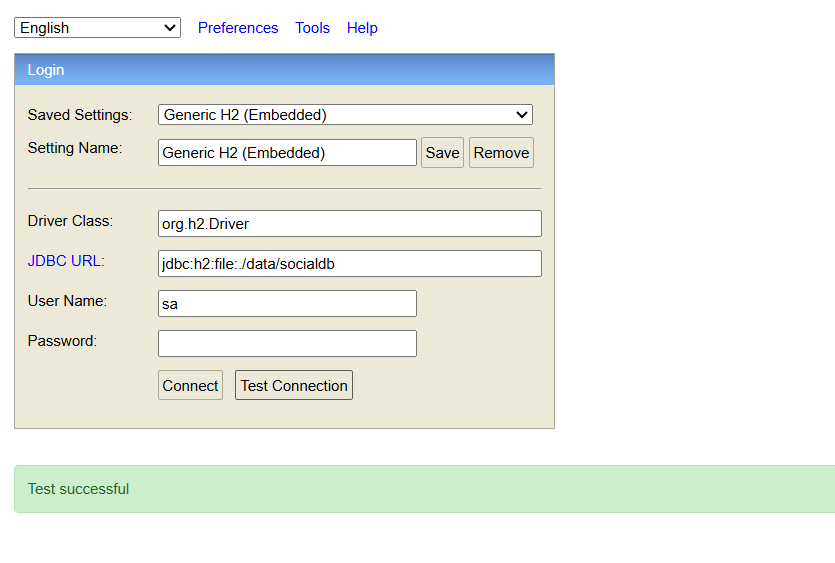 English Preferences Tools Help
Login
Saved Settings: Generic H2 (Embedded)
Setting Name: Generic H2 (Embedded) Save Remove
Driver Class: org.h2.Driver
JDBC URL: jdbc:h2:file:./data/socialdb
User Name: sa
Password:
Connect Test Connection
Test successful